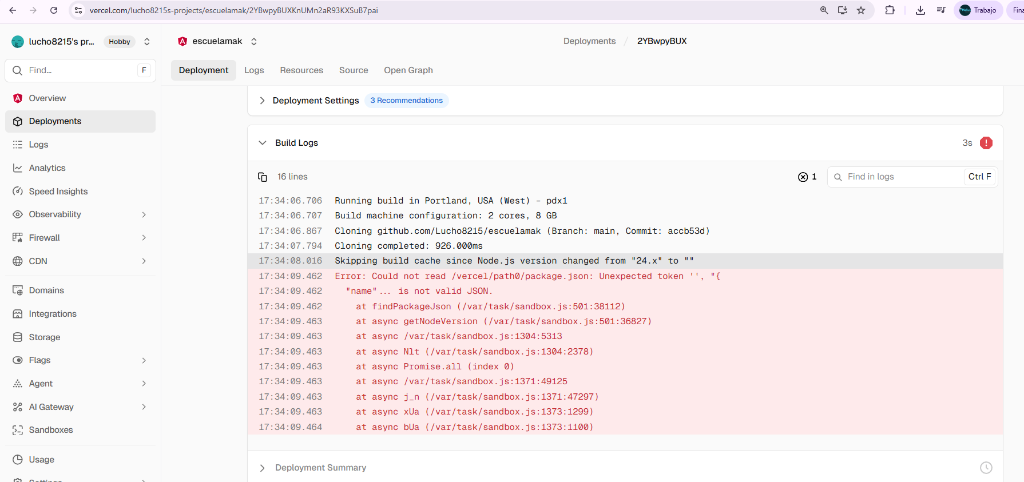 vercel.com/lucho8215s-projects/escuelamak/2YBwpyBUXKnUMn2aR93KXSuB7pai
Trabajo
Fina
lucho8215's pr... Hobby
escuelamak
Deployments / 2YBwpyBUX
Find... F
Deployment Logs Resources Source Open Graph
Overview
Deployments
Logs
Analytics
Speed Insights
Observability
Firewall
CDN
Domains
Integrations
Storage
Flags
Agent
AI Gateway
Sandboxes
Usage
Deployment Settings 3 Recommendations
Build Logs 3s
16 lines 1 Find in logs Ctrl F
17:34:06.706 Running build in Portland, USA (West) – pdx1
17:34:06.707 Build machine configuration: 2 cores, 8 GB
17:34:06.867 Cloning github.com/Lucho8215/escuelamak (Branch: main, Commit: accb53d)
17:34:07.794 Cloning completed: 926.000ms
17:34:08.016 Skipping build cache since Node.js version changed from "24.x" to ""
17:34:09.462 Error: Could not read /vercel/path0/package.json: Unexpected token '', "{
17:34:09.462 "name"... is not valid JSON.
17:34:09.462 at findPackageJson (/var/task/sandbox.js:501:38112)
17:34:09.463 at async getNodeVersion (/var/task/sandbox.js:501:36827)
17:34:09.463 at async /var/task/sandbox.js:1304:5313
17:34:09.463 at async Nlt (/var/task/sandbox.js:1304:2378)
17:34:09.463 at async Promise.all (index 0)
17:34:09.463 at async /var/task/sandbox.js:1371:49125
17:34:09.463 at async j_n (/var/task/sandbox.js:1371:47297)
17:34:09.463 at async xUa (/var/task/sandbox.js:1373:1299)
17:34:09.464 at async bUa (/var/task/sandbox.js:1373:1100)
Deployment Summary